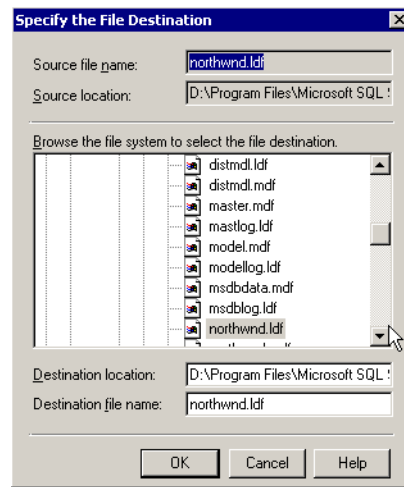 Specify the File Destination
Source file name: northwnd.ldf
Source location: D:\Program Files\Microsoft SQL
Browse the file system to select the file destination.
distmdl.ldf
distmdl.mdf
master.mdf
mastlog.ldf
model.mdf
modellog.ldf
msdbdata.mdf
msdblog.ldf
northwnd.ldf
Destination location: D:\Program Files\Microsoft SQL
Destination file name: northwnd.ldf
OK Cancel Help